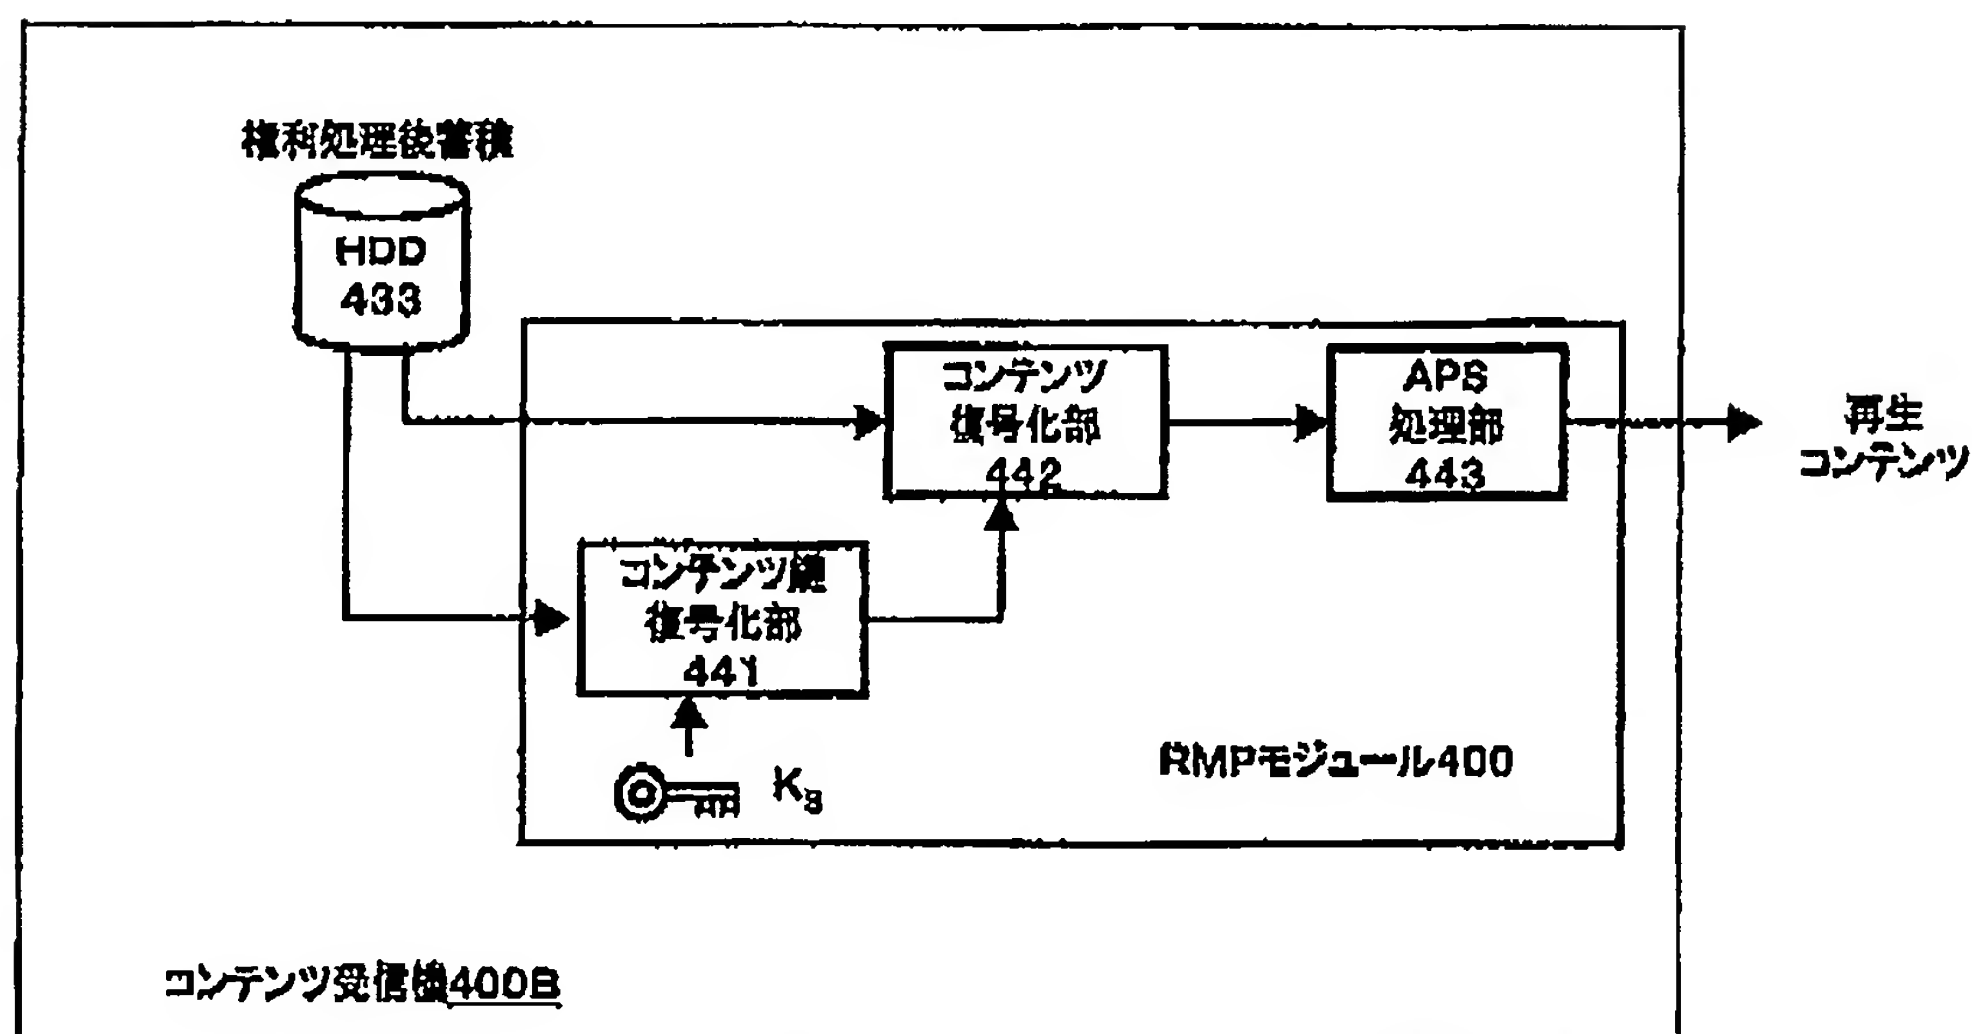 権利処理後蓄積
HDD
433
コンテンツ
復号化部
442
APS
処理部
443
再生
コンテンツ
コンテンツ鍵
復号化部
441
RMPモジュール400
K
コンテンツ受信機400B